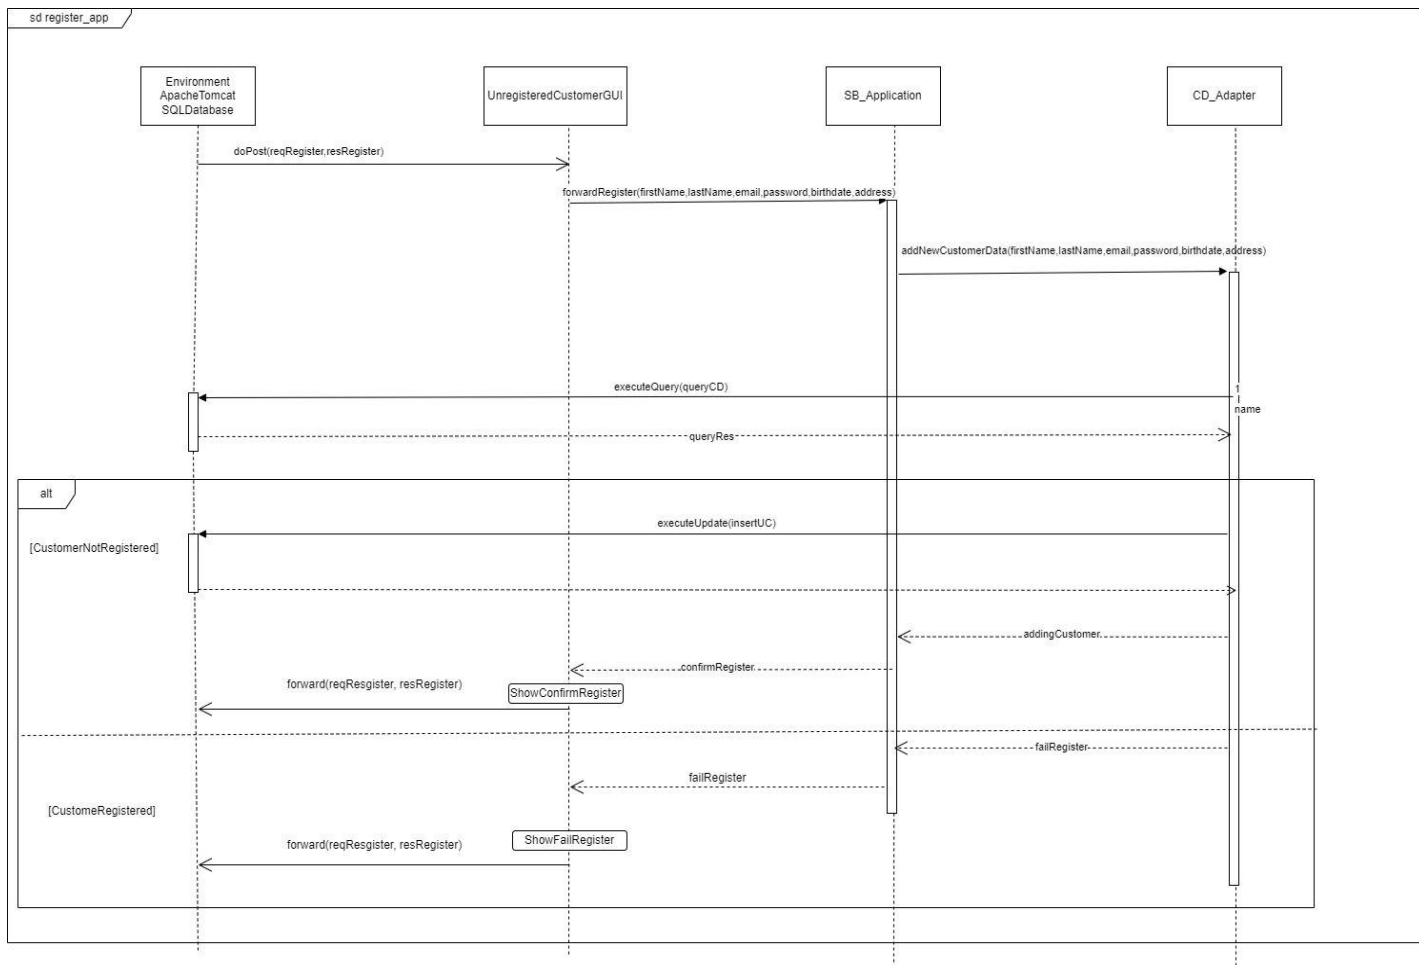 sd register_app
Environment
ApacheTomcat
SQLDatabase
UnregisteredCustomerGUI
SB_Application
CD_Adapter
doPost(reqRegister,resRegister)
forwardRegister(firstName,lastName,email,password,birthdate,address)
addNewCustomerData(firstName,lastName,email,password,birthdate,address)
executeQuery(queryCD)
1
name
queryRes
alt
executeUpdate(insertUC)
[CustomerNotRegistered]
addingCustomer
confirmRegister
forward(reqResgister, resRegister)
ShowConfirmRegister
failRegister
failRegister
[CustomeRegistered]
forward(reqResgister, resRegister)
ShowFailRegister